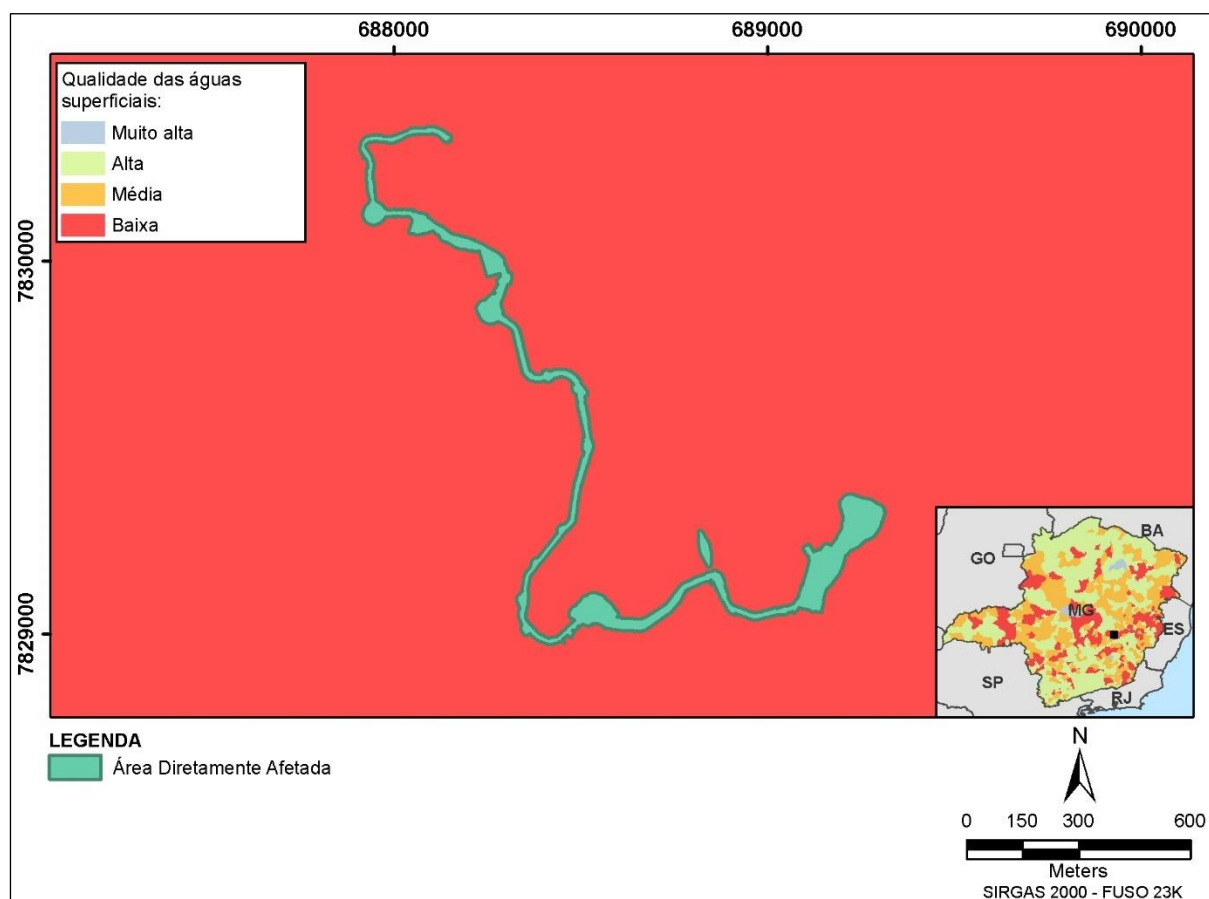 688000
689000
690000
Qualidade das águas
superficiais:
Muito alta
Alta
Média
Baixa
7830000
7829000
BA
GO
MG
ES
SP
RJ
LEGENDA
Área Diretamente Afetada
N
0 150 300 600
Meters
SIRGAS 2000 - FUSO 23K